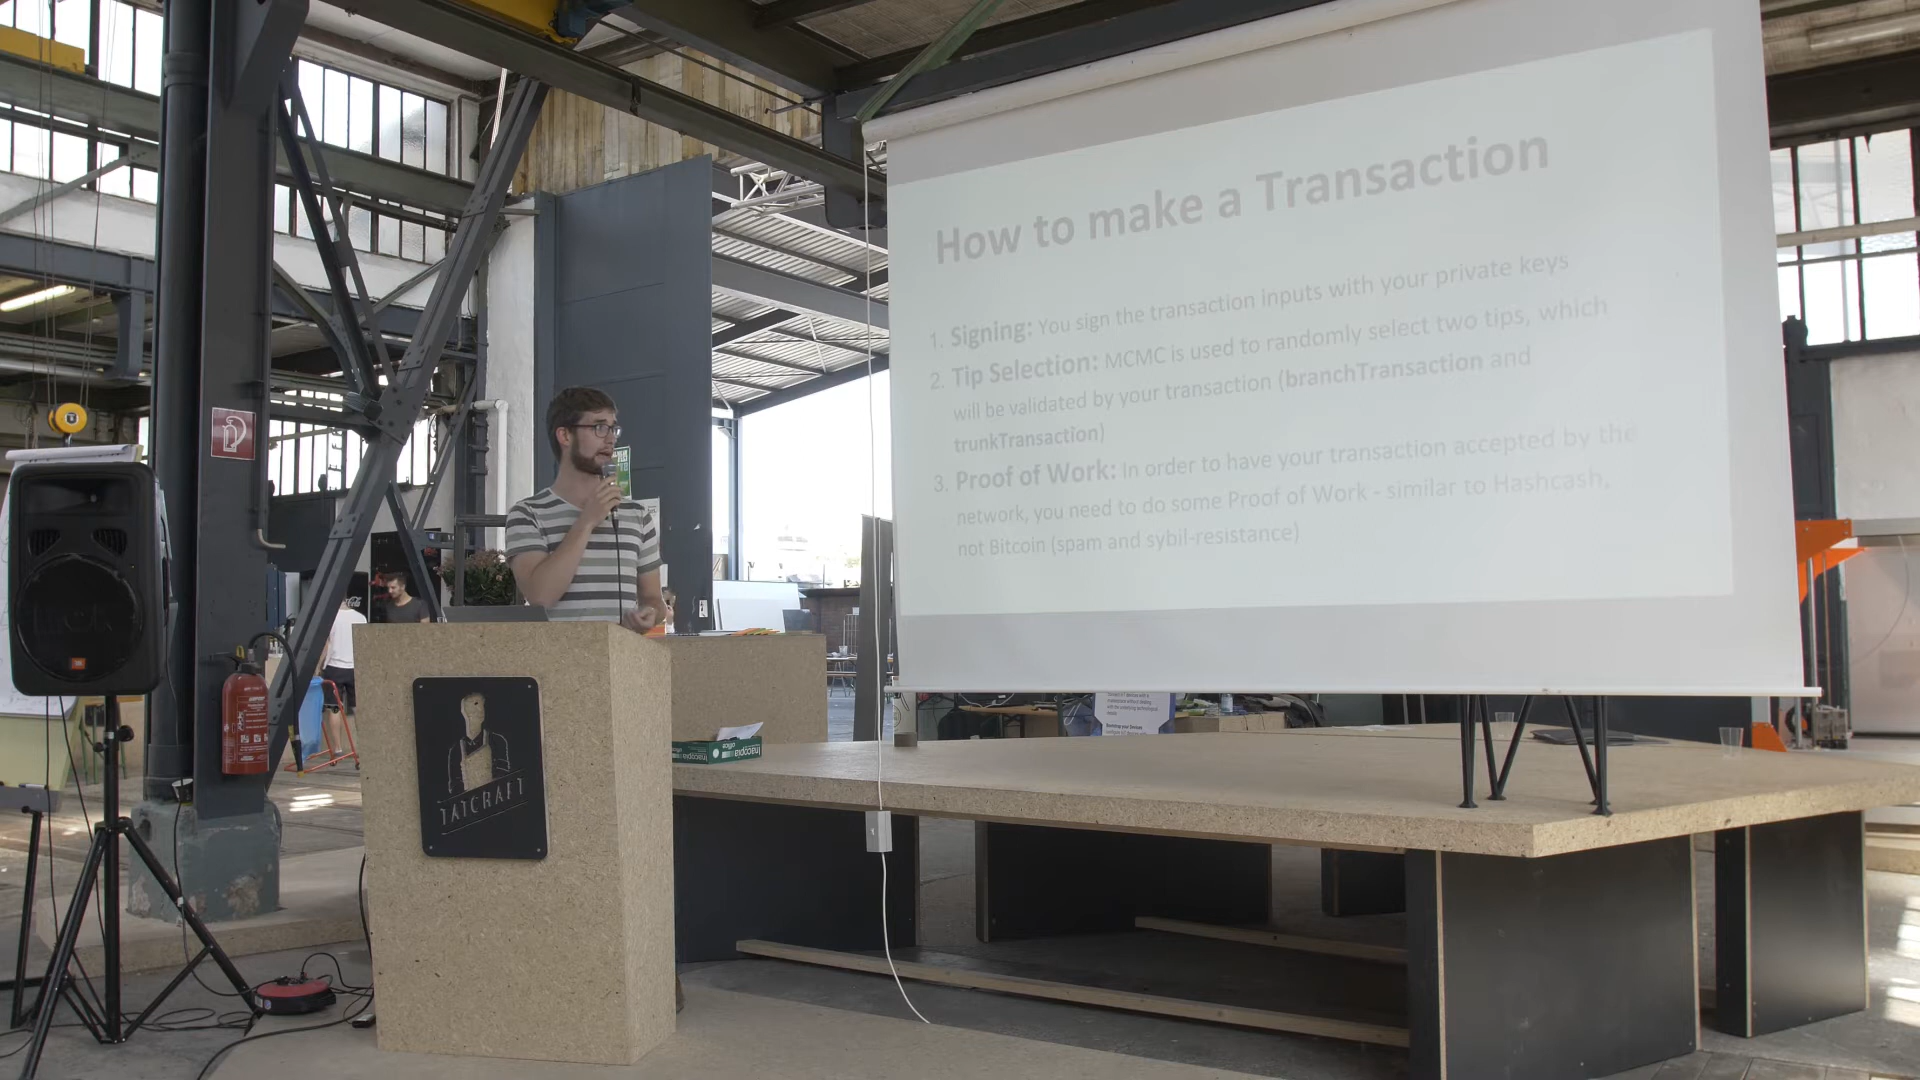 How to make a Transaction
1. Signing: You sign the transaction inputs with your private keys
2. Tip Selection: MCMC is used to randomly select two tips, which
will be validated by your transaction (branchTransaction and
trunkTransaction)
3. Proof of Work: In order to have your transaction accepted by the
network, you need to do some Proof of Work - similar to Hashcash,
not Bitcoin (spam and sybil-resistance)
TATCRAFT
inacopia
office
JBL